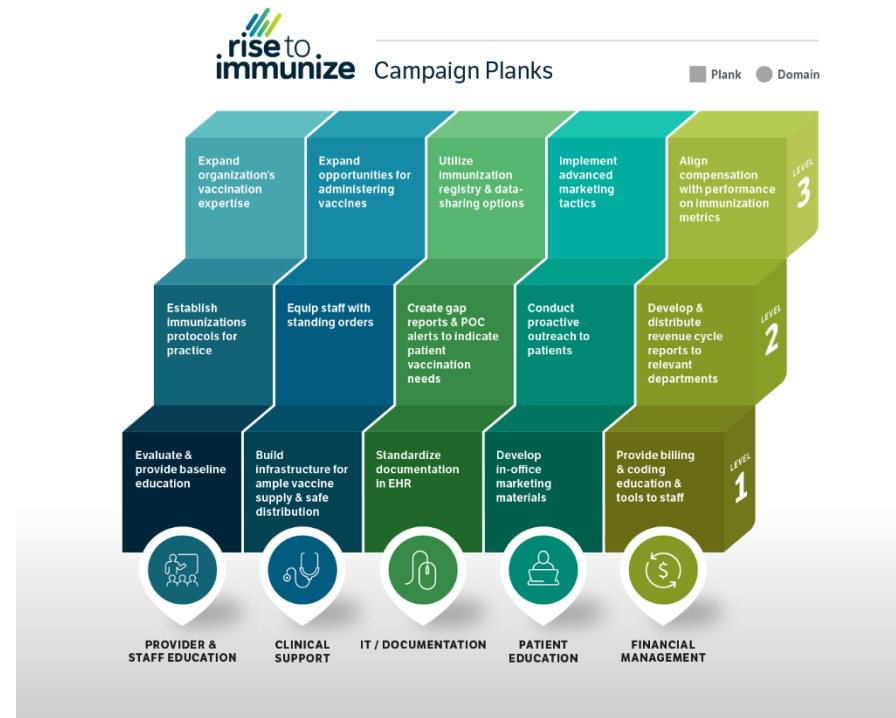 rise to
immunize
Campaign Planks
Plank
Domain
Expand
organization's
vaccination
expertise
Expand
opportunities for
administering
vaccines
Utilize
immunization
registry & data-
sharing options
Implement
advanced
marketing
tactics
Align
compensation
with performance
on immunization
metrics
LEVEL
3
Establish
immunizations
protocols for
practice
Equip staff with
standing orders
Create gap
reports & POC
alerts to indicate
patient
vaccination
needs
Conduct
proactive
outreach to
patients
Develop &
distribute
revenue cycle
reports to
relevant
departments
LEVEL
2
Evaluate &
provide baseline
education
Build
infrastructure for
ample vaccine
supply & safe
distribution
Standardize
documentation
in EHR
Develop
in-office
marketing
materials
Provide billing
& coding
education &
tools to staff
LEVEL
1
$
PROVIDER &
STAFF EDUCATION
CLINICAL
SUPPORT
IT / DOCUMENTATION
PATIENT
EDUCATION
FINANCIAL
MANAGEMENT